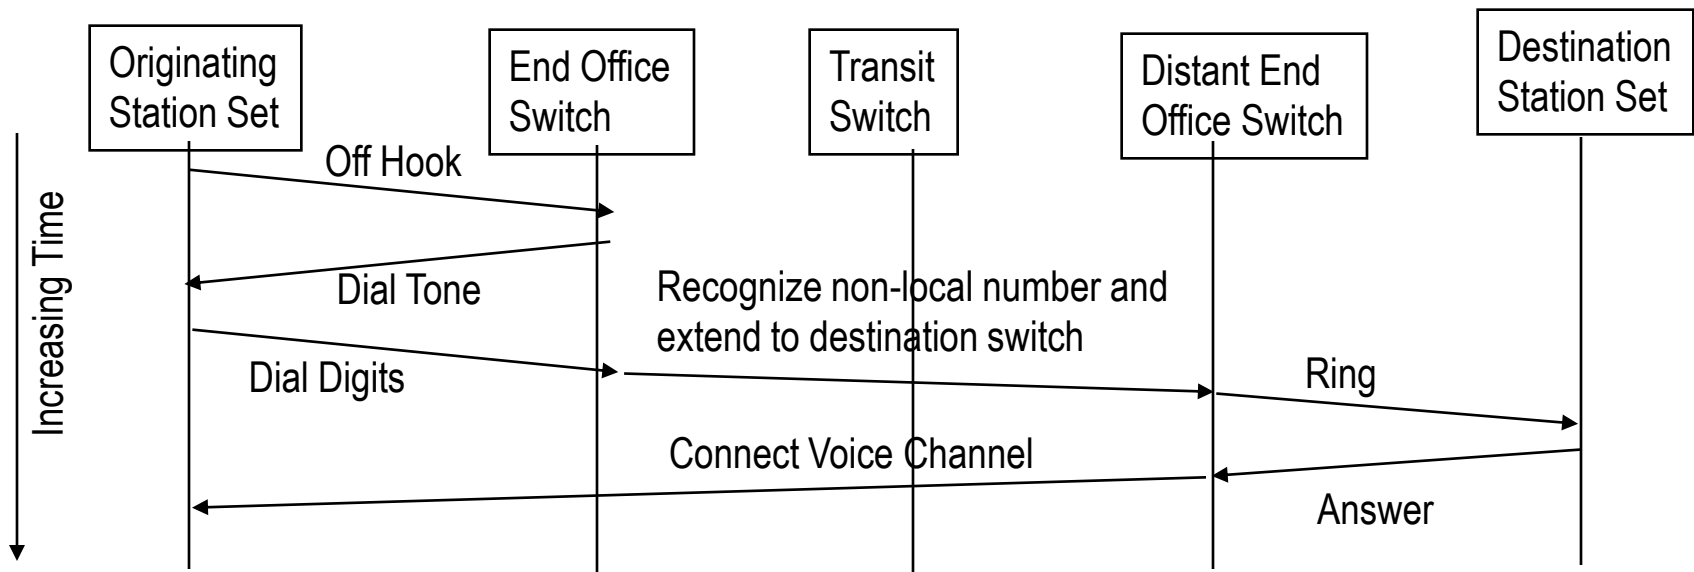 Originating
Station Set
End Office
Switch
Transit
Switch
Distant End
Office Switch
Destination
Station Set
Increasing Time
Off Hook
Dial Tone
Recognize non-local number and
extend to destination switch
Dial Digits
Ring
Connect Voice Channel
Answer